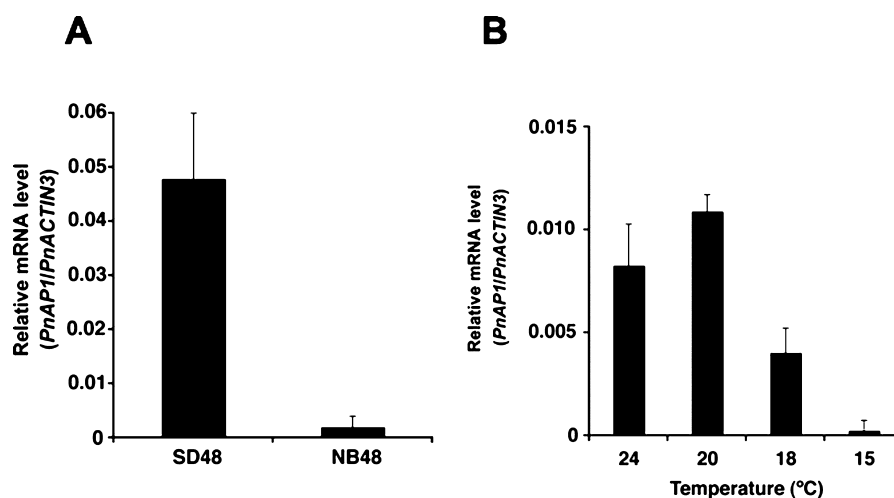 A
Relative mRNA level
(PnAP1/PnACTIN3)
0.06
0.05
0.04
0.03
0.02
0.01
0
SD48 NB48
B
Relative mRNA level
(PnAP1/PnACTIN3)
0.015
0.010
0.005
0
24 20 18 15
Temperature (°C)